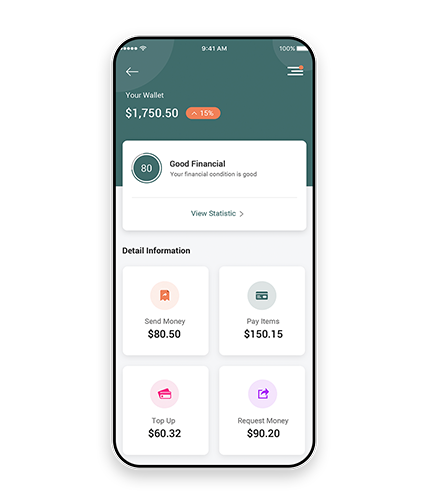 9:41 AM
100%
Your Wallet
$1,750.50
15%
80
Good Financial
Your financial condition is good
View Statistic
Detail Information
Send Money
$80.50
Pay Items
$150.15
Top Up
$60.32
Request Money
$90.20